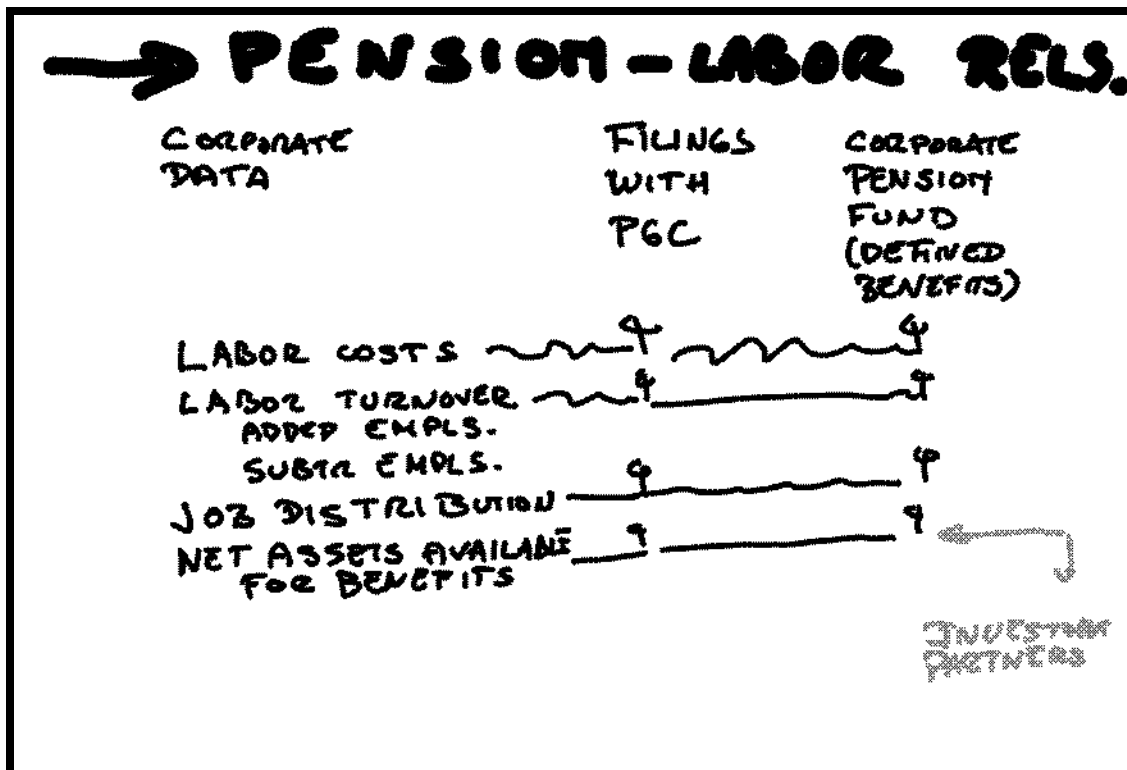 → PENSION – LABOR RELS.
CORPORATE
DATA
FILINGS
WITH
PGC
CORPORATE
PENSION
FUND
(DEFINED
BENEFITS)
LABOR COSTS
LABOR TURNOVER
ADDED EMPLS.
SUBTR EMPLS.
JOB DISTRIBUTION
NET ASSETS AVAILABLE
FOR BENEFITS
PARTNERS